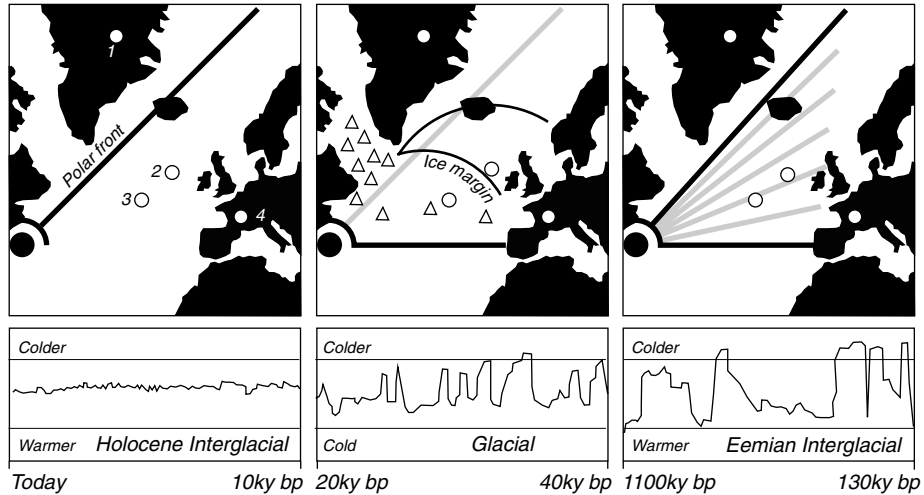 1
Polar front
2
3
4
Ice margin
Colder
Warmer Holocene Interglacial
Today 10ky bp
Cold Glacial
20ky bp 40ky bp
Colder
Warmer Eemian Interglacial
1100ky bp 130ky bp